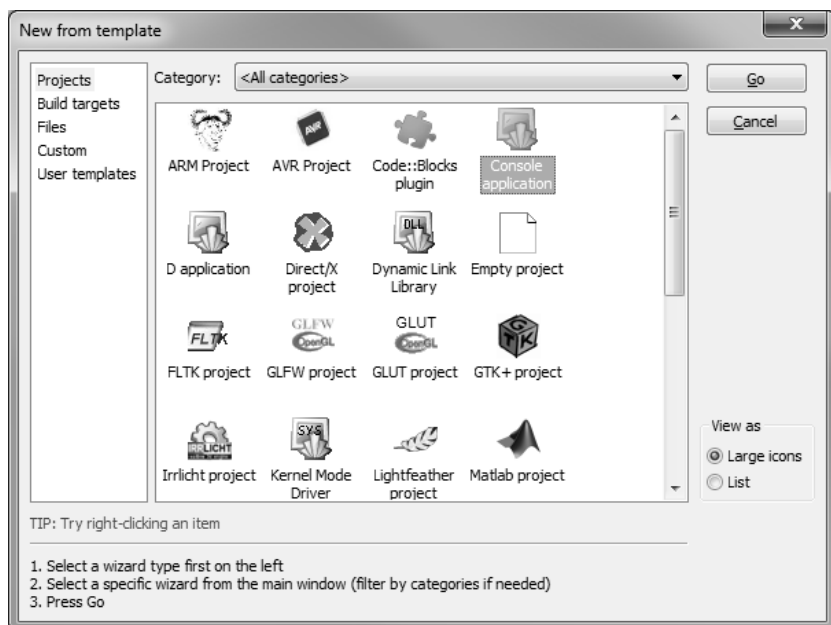 New from template
Projects
Build targets
Files
Custom
User templates
Category: <All categories>
Go
Cancel
AVR
ARM Project AVR Project Code::Blocks plugin Console application
DLL
D application Direct/X project Dynamic Link Library Empty project
FLTK
GLFW
OpenGL
GLUT
OpenGL
GTK
FLTK project GLFW project GLUT project GTK+ project
IRRLICHT
SYS
Irrlicht project Kernel Mode Driver Lightfeather project Matlab project
View as
Large icons
List
TIP: Try right-clicking an item
1. Select a wizard type first on the left
2. Select a specific wizard from the main window (filter by categories if needed)
3. Press Go